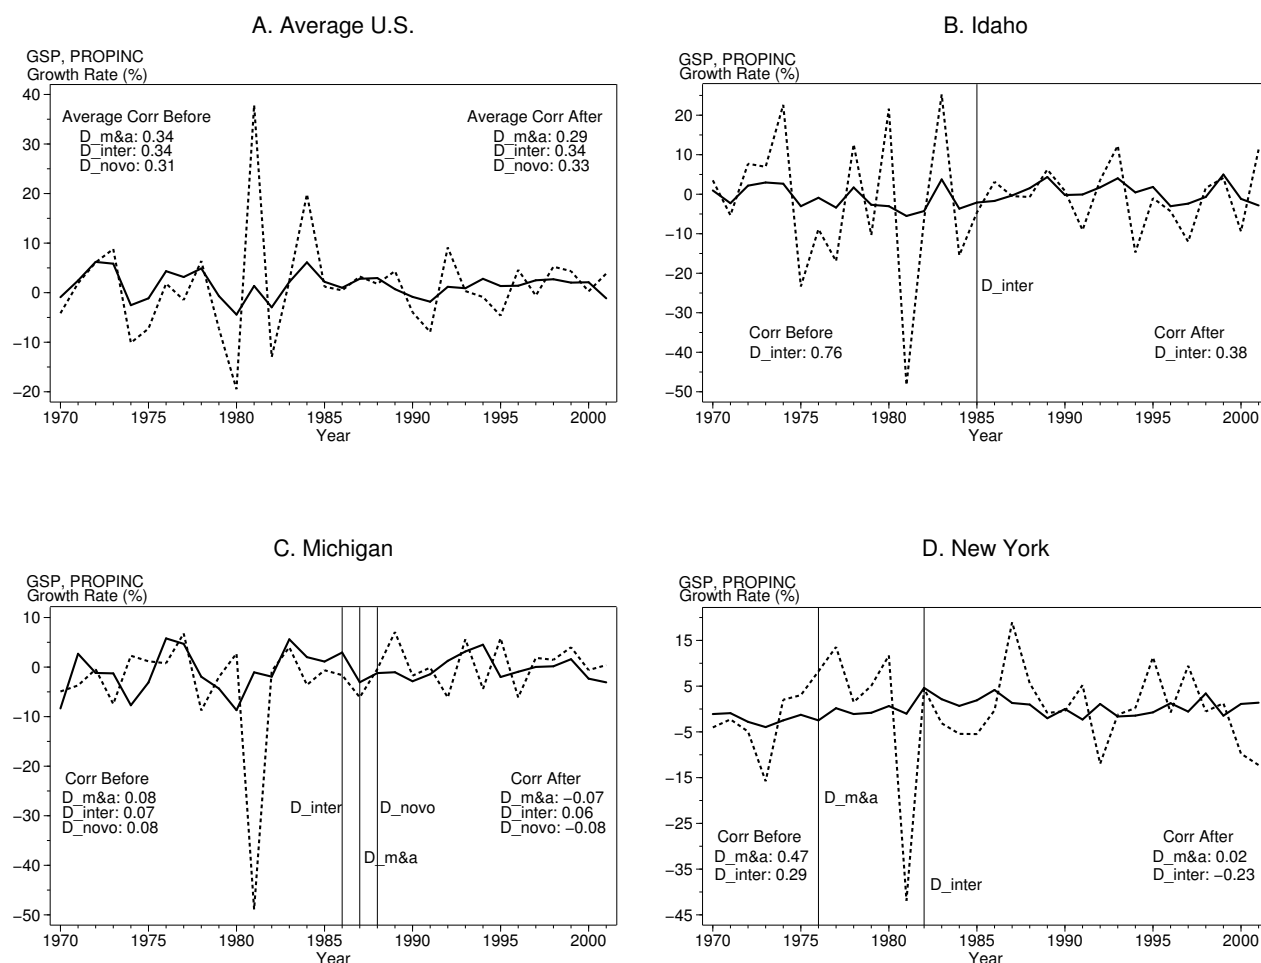 A. Average U.S.
GSP, PROPINC
Growth Rate (%)
40
30
20
10
0
−10
−20
Average Corr Before
D_m&a: 0.34
D_inter: 0.34
D_novo: 0.31
Average Corr After
D_m&a: 0.29
D_inter: 0.34
D_novo: 0.33
1970 1975 1980 1985 1990 1995 2000
Year
B. Idaho
GSP, PROPINC
Growth Rate (%)
20
10
0
−10
−20
−30
−40
−50
D_inter
Corr Before
D_inter: 0.76
Corr After
D_inter: 0.38
1970 1975 1980 1985 1990 1995 2000
Year
C. Michigan
GSP, PROPINC
Growth Rate (%)
10
0
−10
−20
−30
−40
−50
Corr Before
D_m&a: 0.08
D_inter: 0.07
D_novo: 0.08
D_inter
D_novo
D_m&a
Corr After
D_m&a: −0.07
D_inter: 0.06
D_novo: −0.08
1970 1975 1980 1985 1990 1995 2000
Year
D. New York
GSP, PROPINC
Growth Rate (%)
15
5
−5
−15
−25
−35
−45
D_m&a
D_inter
Corr Before
D_m&a: 0.47
D_inter: 0.29
Corr After
D_m&a: 0.02
D_inter: −0.23
1970 1975 1980 1985 1990 1995 2000
Year